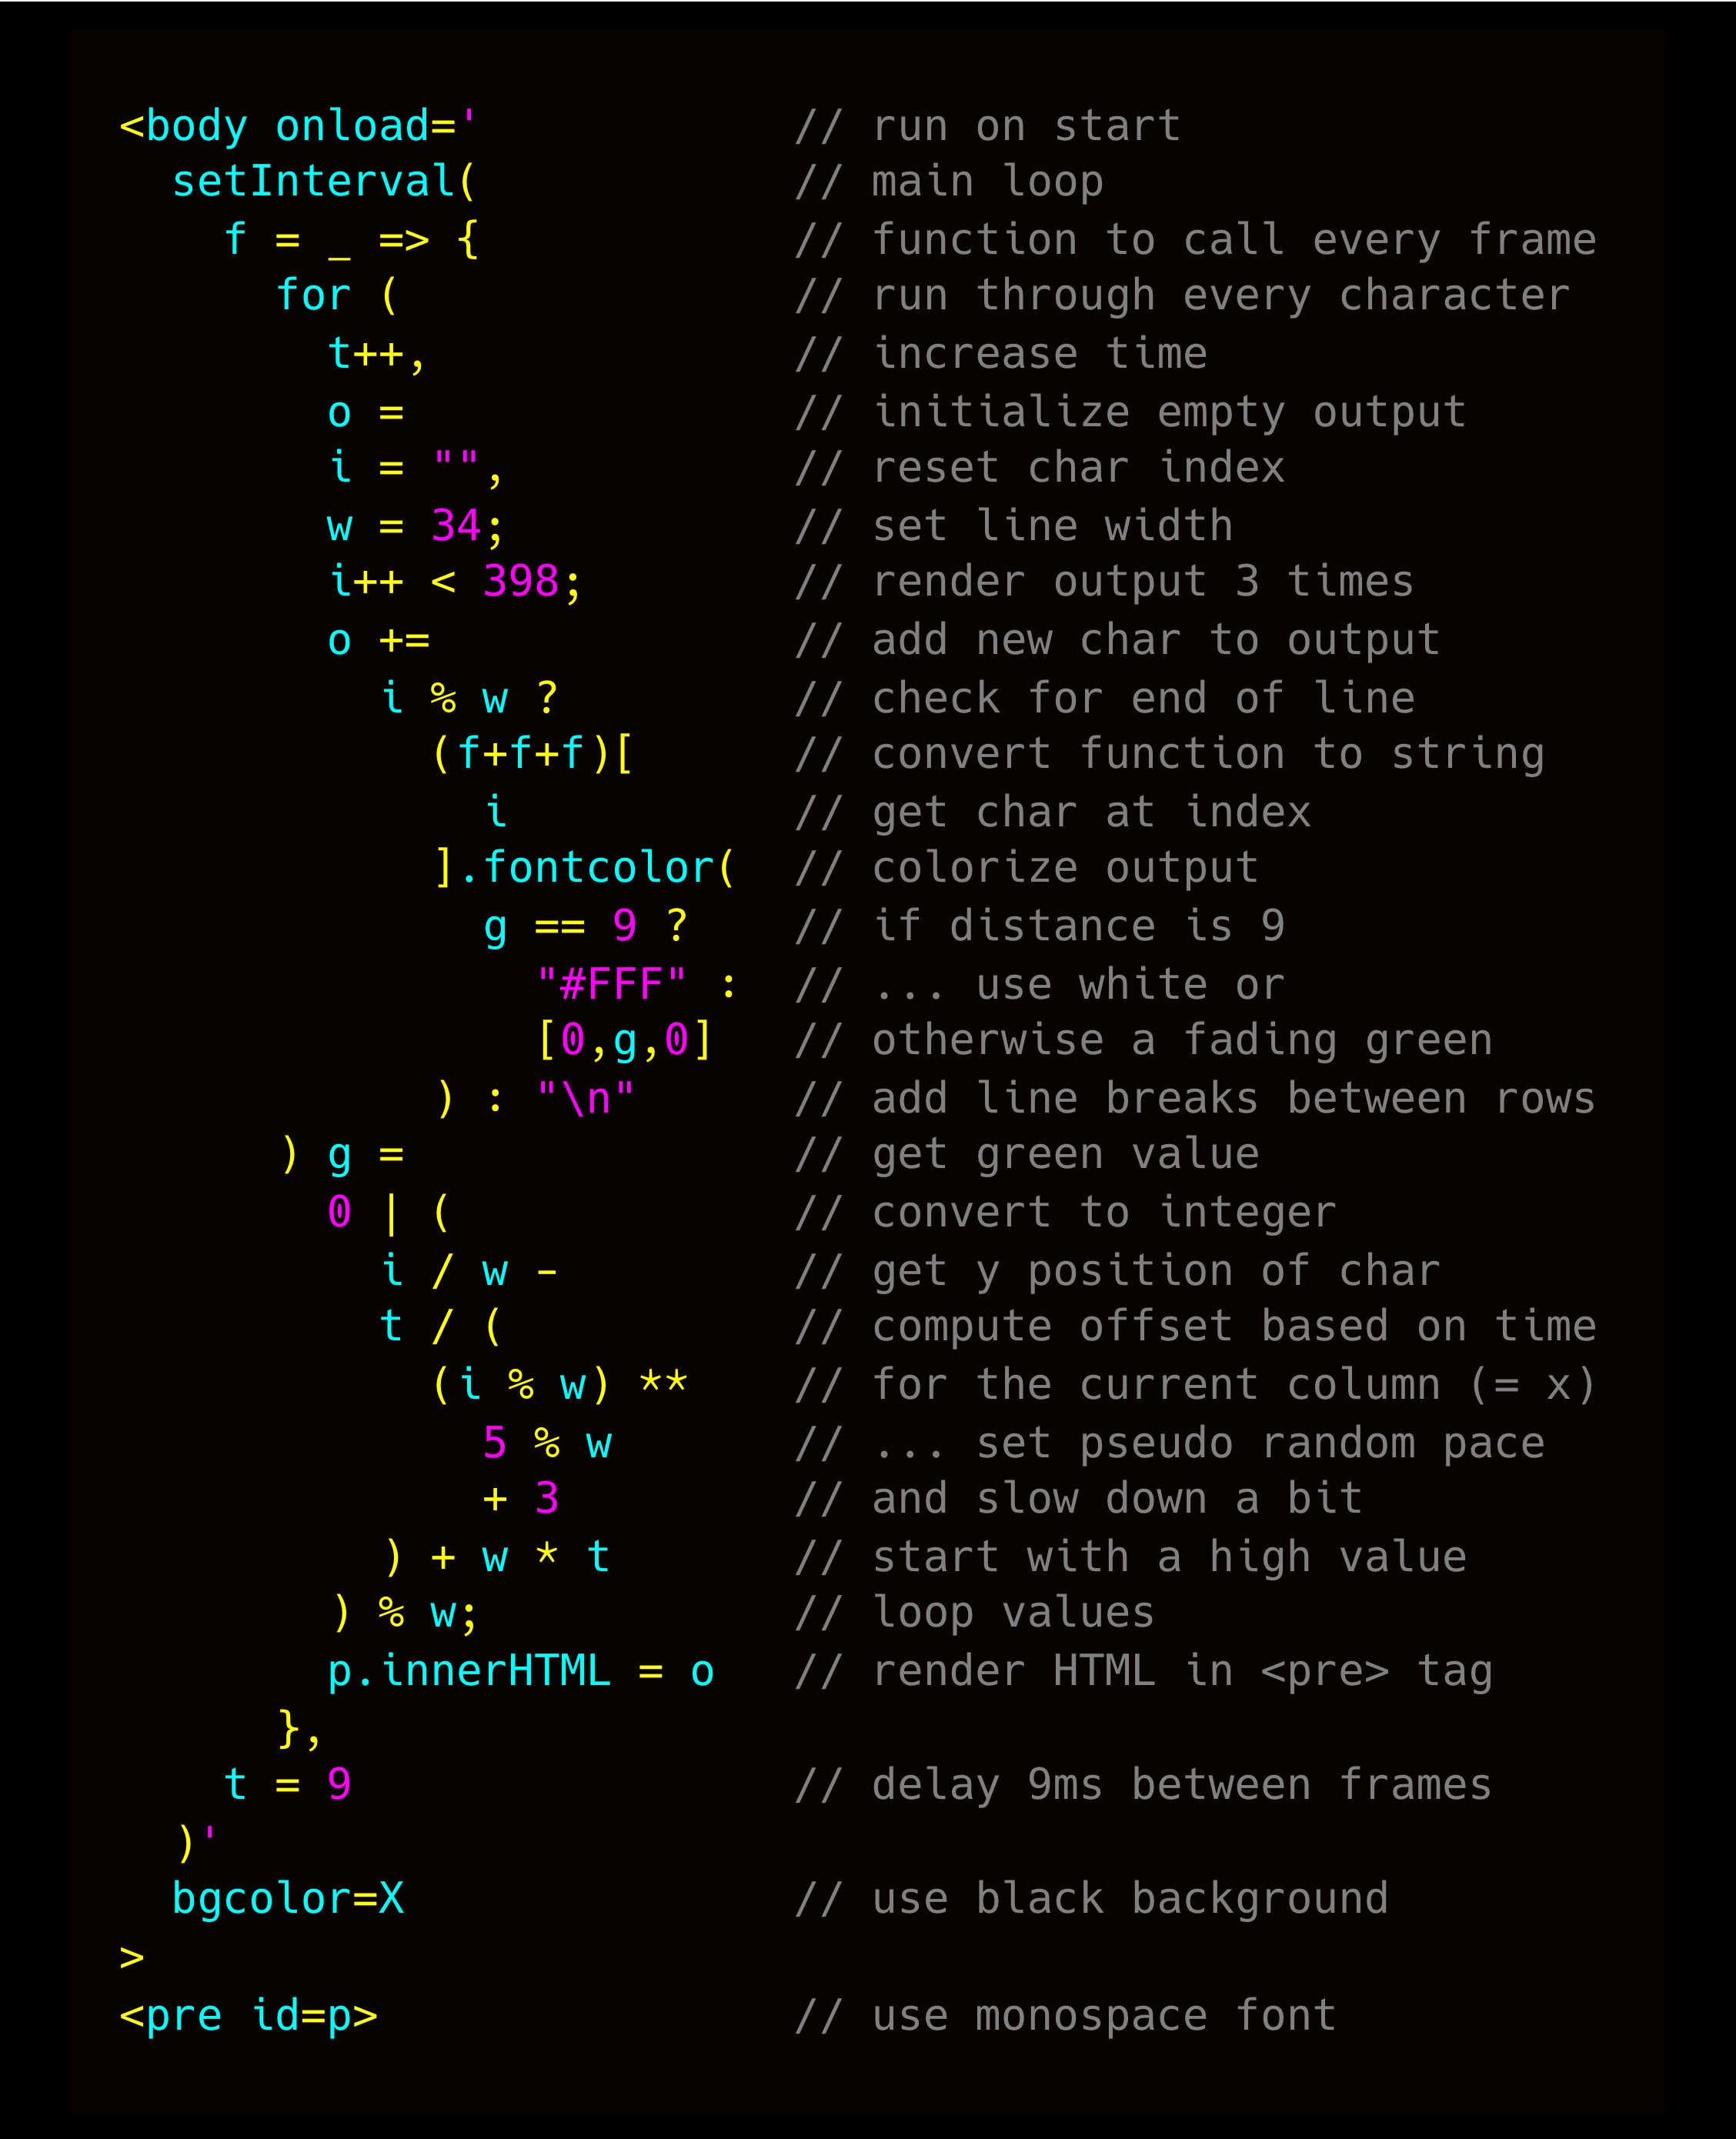 <body onload='             // run on start
  setInterval(             // main loop
    f = _ => {             // function to call every frame
      for (                // run through every character
        t++,               // increase time
        o =                // initialize empty output
        i = "",            // reset char index
        w = 34;            // set line width
        i++ < 398;         // render output 3 times
        o +=               // add new char to output
          i % w ?          // check for end of line
            (f+f+f)[       // convert function to string
              i            // get char at index
            ].fontcolor(   // colorize output
              g == 9 ?     // if distance is 9
                "#FFF" :   // ... use white or
                [0,g,0]    // otherwise a fading green
            ) : "\n"       // add line breaks between rows
      ) g =                // get green value
        0 | (              // convert to integer
          i / w -          // get y position of char
          t / (            // compute offset based on time
            (i % w) **     // for the current column (= x)
              5 % w        // ... set pseudo random pace
              + 3          // and slow down a bit
          ) + w * t        // start with a high value
        ) % w;             // loop values
        p.innerHTML = o    // render HTML in <pre> tag
      },
    t = 9                  // delay 9ms between frames
  )'
  bgcolor=X                // use black background
>
<pre id=p>                 // use monospace font